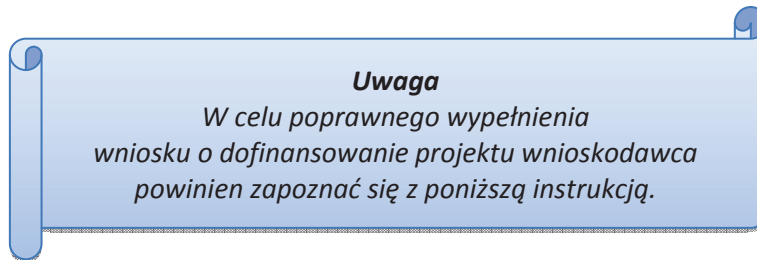 Uwaga
W celu poprawnego wypełnienia
wniosku o dofinansowanie projektu wnioskodawca
powinien zapoznać się z poniższą instrukcją.